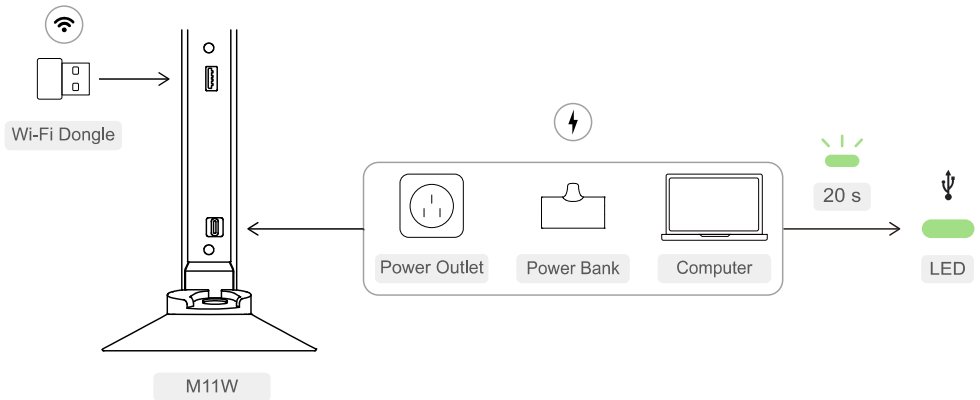 Wi-Fi Dongle
20 s
Power Outlet
Power Bank
Computer
LED
M11W